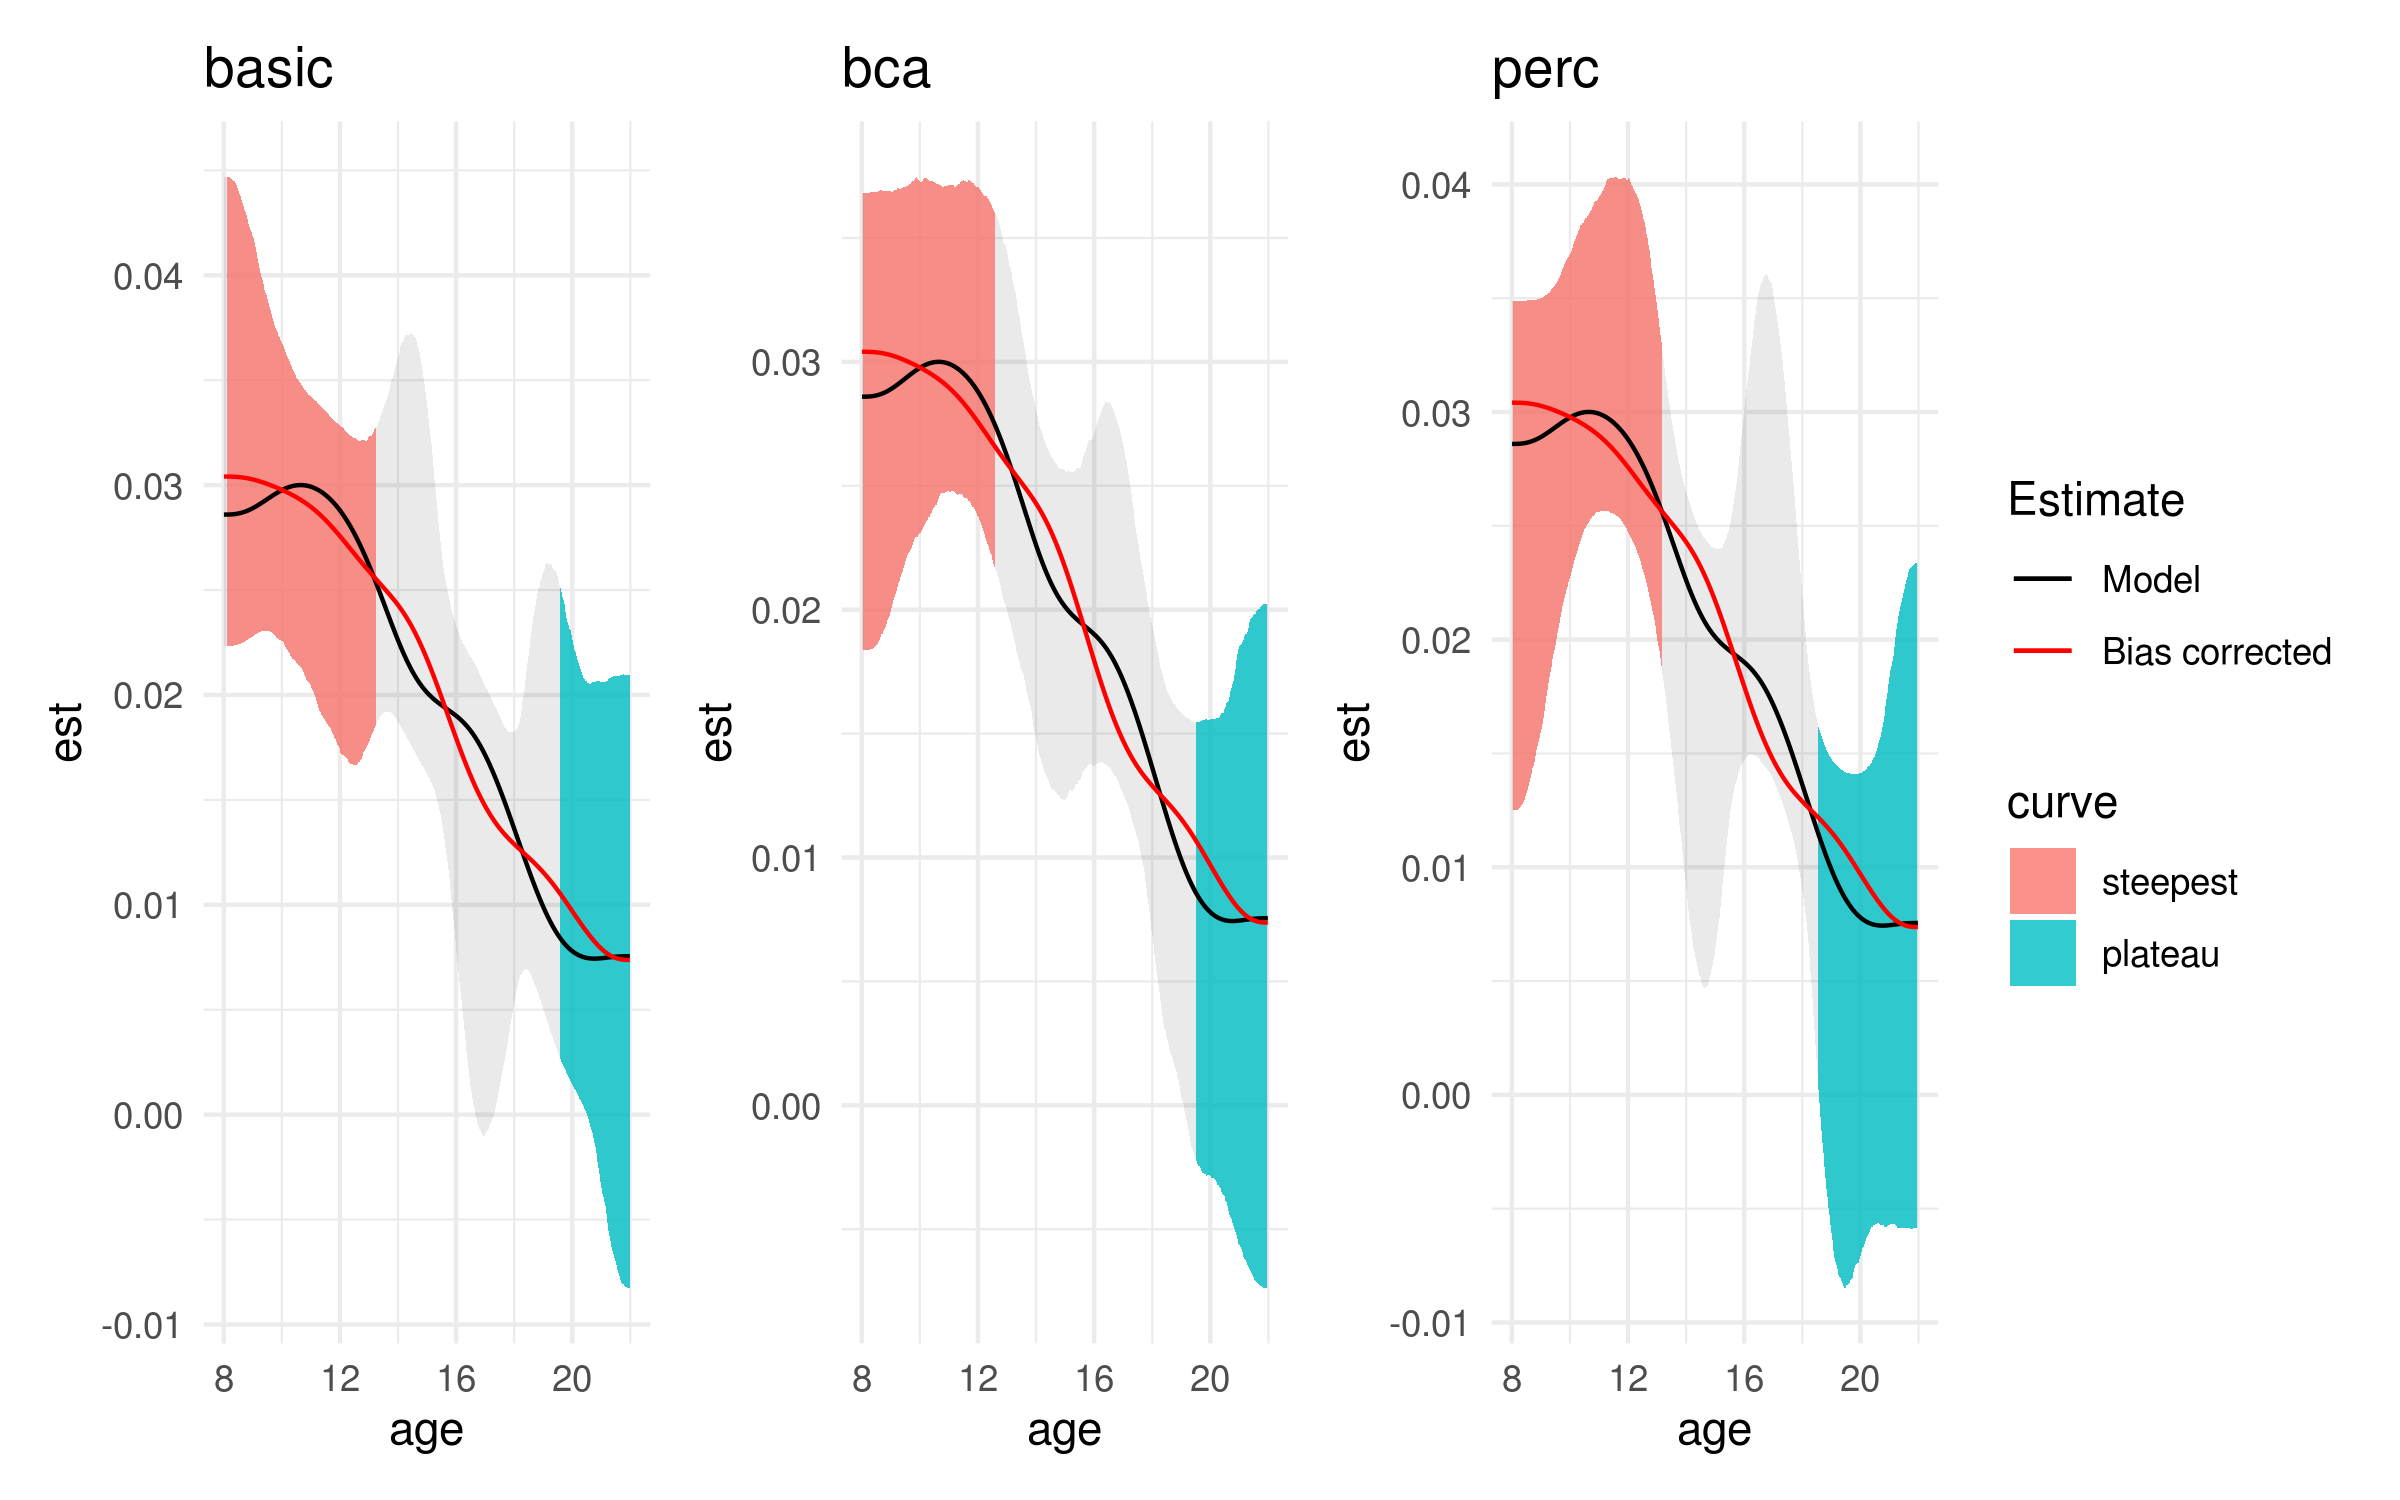 basic
bca
perc
0.04
0.03
0.02
0.01
0.00
-0.01
est
8 12 16 20
age
0.03
0.02
0.01
0.00
est
8 12 16 20
age
0.04
0.03
0.02
0.01
0.00
-0.01
est
8 12 16 20
age
Estimate
Model
Bias corrected
curve
steepest
plateau